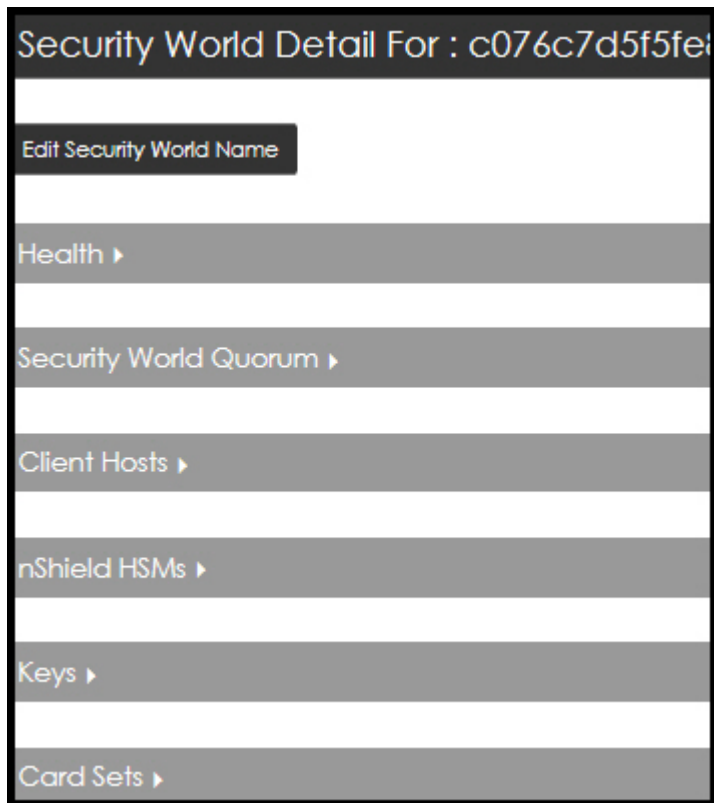 Security World Detail For : c076c7d5f5fe8
Edit Security World Name
Health
Security World Quorum
Client Hosts
nShield HSMs
Keys
Card Sets